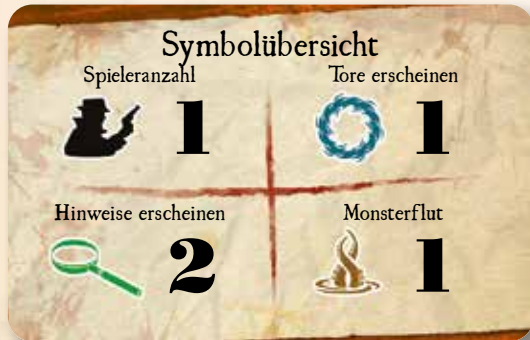 Symbolübersicht
Spieleranzahl
1
Tore erscheinen
1
Hinweise erscheinen
2
Monsterflut
1